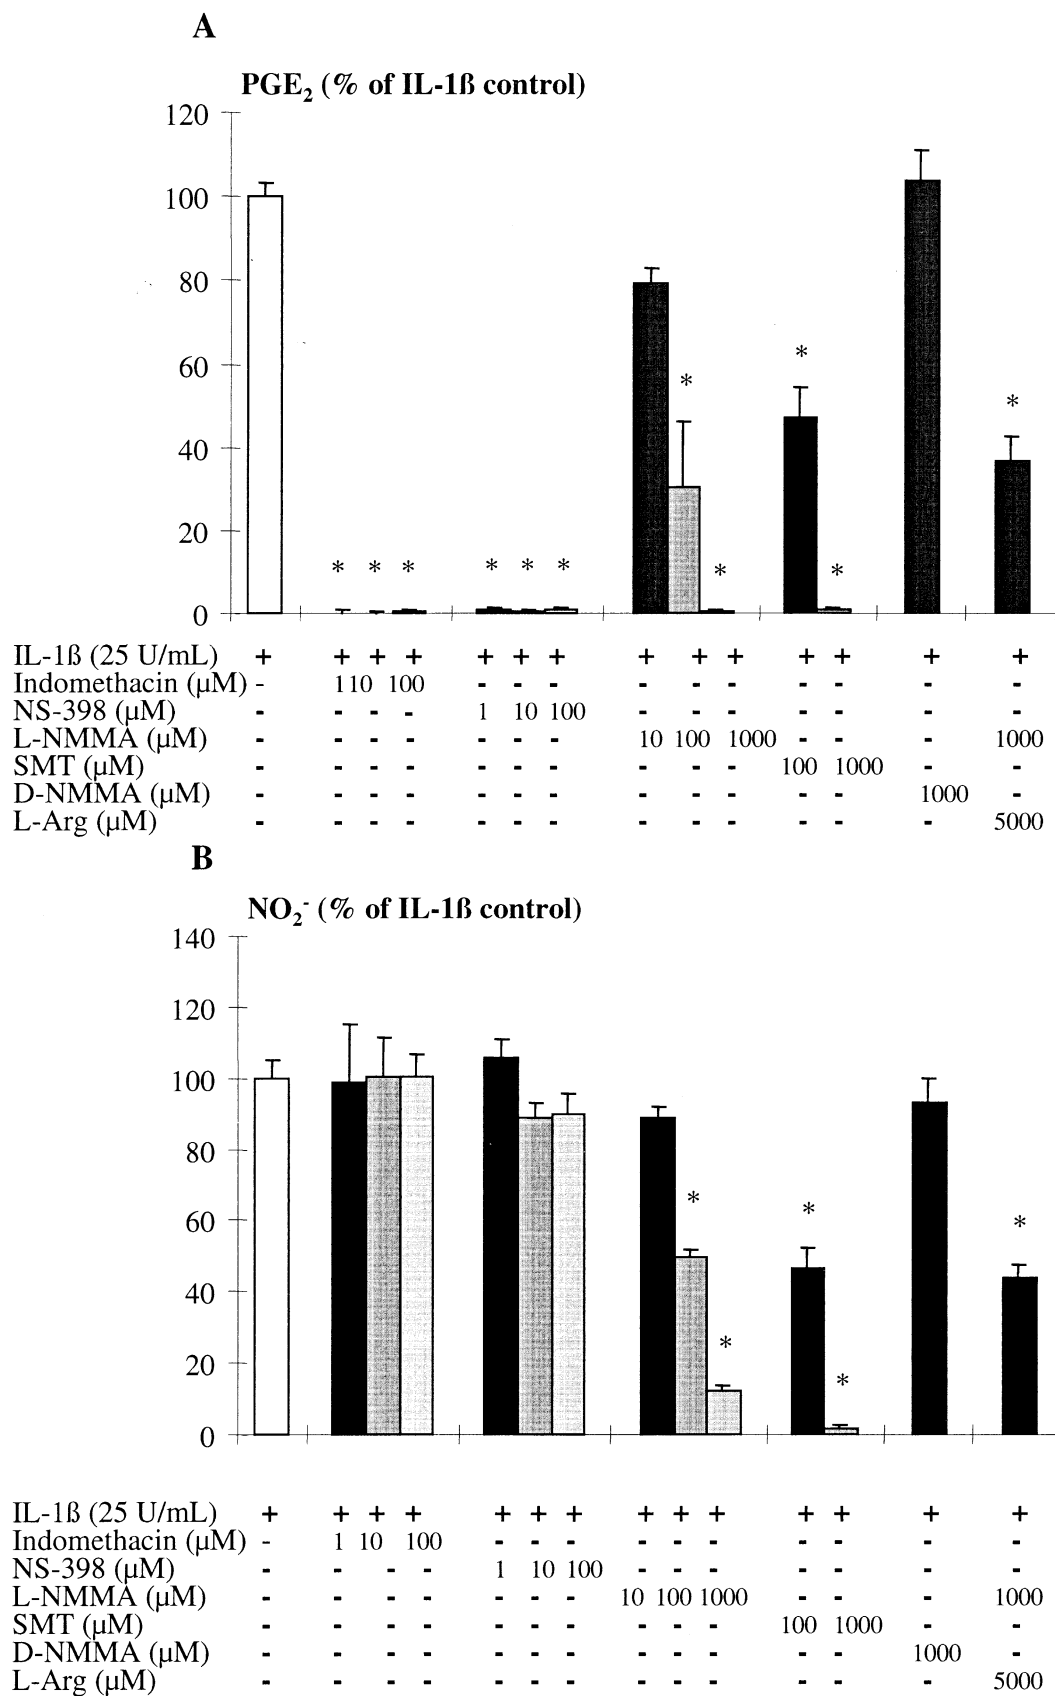 A
PGE₂ (% of IL-1ß control)
120
100
80
60
40
20
0
* * * * * * * * * * *
IL-1ß (25 U/mL) + + + + + + + + + + + + + +
Indomethacin (µM) - 110 100 - - - - - - - - - -
NS-398 (µM) - - - - 1 10 100 - - - - - - -
L-NMMA (µM) - - - - - - - 10 100 1000 - - - 1000
SMT (µM) - - - - - - - - - - 100 1000 - -
D-NMMA (µM) - - - - - - - - - - - - 1000 -
L-Arg (µM) - - - - - - - - - - - - - 5000
B
NO₂⁻ (% of IL-1ß control)
140
120
100
80
60
40
20
0
* * * * *
IL-1ß (25 U/mL) + + + + + + + + + + + + + +
Indomethacin (µM) - 1 10 100 - - - - - - - - - -
NS-398 (µM) - - - - 1 10 100 - - - - - - -
L-NMMA (µM) - - - - - - - 10 100 1000 - - - 1000
SMT (µM) - - - - - - - - - - 100 1000 - -
D-NMMA (µM) - - - - - - - - - - - - 1000 -
L-Arg (µM) - - - - - - - - - - - - - 5000